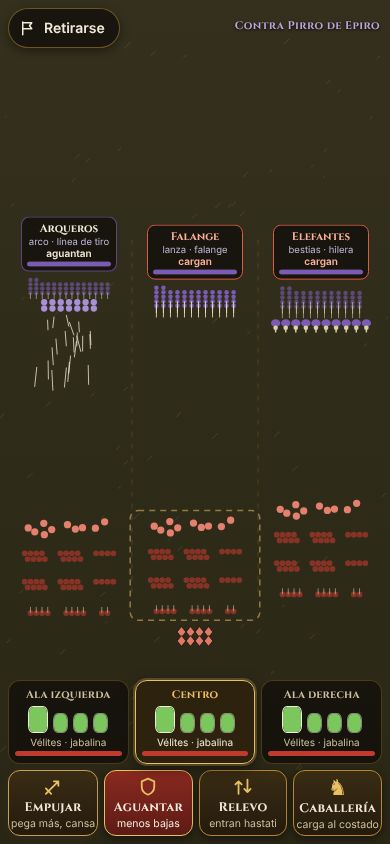 Retirarse
Contra Pirro de Epiro
Arqueros
arco · línea de tiro
aguantan
Falange
lanza · falange
cargan
Elefantes
bestias · hilera
cargan
Ala izquierda
Vélites · jabalina
Centro
Vélites · jabalina
Ala derecha
Vélites · jabalina
Empujar
pega más, cansa
Aguantar
menos bajas
Relevo
entran hastati
Caballería
carga al costado